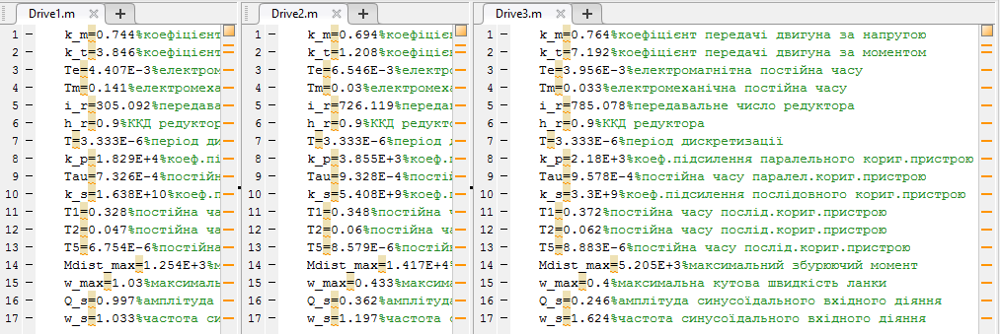 Drive1.m
1 k_m=0.744%коефіцієнт
2 k_t=3.846%коефіцієнт
3 Te=4.407E-3%електром
4 Tm=0.141%електромеха
5 i_r=305.092%передава
6 h_r=0.9%ККД редуктор
7 T=3.333E-6%період ди
8 k_p=1.829E+4%коеф.пі
9 Tau=7.326E-4%постійн
10 k_s=1.638E+10%коеф.
11 T1=0.328%постійна ч
12 T2=0.047%постійна ча
13 T5=6.754E-6%постійна
14 Mdist_max=1.254E+3%м
15 w_max=1.03%максималь
16 Q_s=0.997%амплітуда
17 w_s=1.033%частота си
Drive2.m
1 k_m=0.694%коефіцієн
2 k_t=1.208%коефіцієн
3 Te=6.546E-3%електро
4 Tm=0.03%електромеха
5 i_r=726.119%передав
6 h_r=0.9%ККД редукто
7 T=3.333E-6%період
8 k_p=3.855E+3%коеф.п
9 Tau=9.328E-4%постій
10 k_s=5.408E+9%коеф.п
11 T1=0.348%постійна ч
12 T2=0.06%постійна ча
13 T5=8.579E-6%постійн
14 Mdist_max=1.417E+4%
15 w_max=0.433%максима
16 Q_s=0.362%амплітуда
17 w_s=1.197%частота с
Drive3.m
1 k_m=0.764%коефіцієнт передачі двигуна за напругою
2 k_t=7.192%коефіцієнт передачі двигуна за моментом
3 Te=3.956E-3%електромагнітна постійна часу
4 Tm=0.033%електромеханічна постійна часу
5 i_r=785.078%передавальне число редуктора
6 h_r=0.9%ККД редуктора
7 T=3.333E-6%період дискретизації
8 k_p=2.18E+3%коеф.підсилення паралельного кориг.пристрою
9 Tau=9.578E-4%постійна часу паралел.кориг.пристрою
10 k_s=3.3E+9%коеф.підсилення послідовного кориг.пристрою
11 T1=0.372%постійна часу послід.кориг.пристрою
12 T2=0.062%постійна часу послід.кориг.пристрою
13 T5=8.883E-6%постійна часу послід.кориг.пристрою
14 Mdist_max=5.205E+3%максимальний збурюючий момент
15 w_max=0.4%максимальна кутова швидкість ланки
16 Q_s=0.246%амплітуда синусоїдального вхідного діяння
17 w_s=1.624%частота синусоїдального вхідного діяння